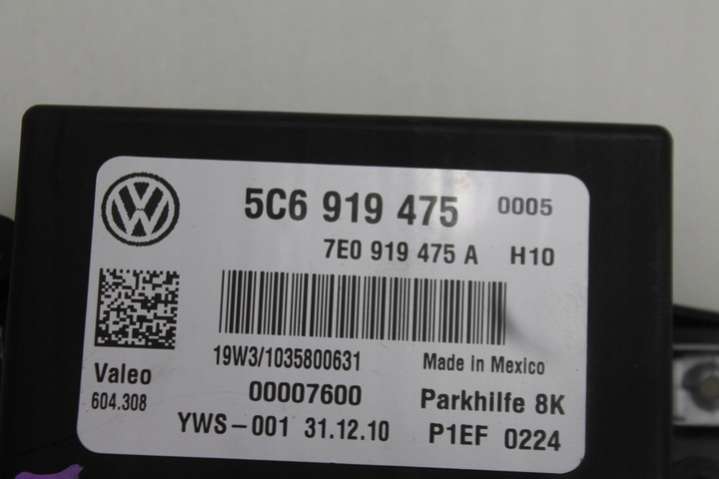 5C6 919 475 0005
7E0 919 475 A H10
19W3/1035800631 Made in Mexico
Valeo 00007600 Parkhilfe 8K
604.308
YWS-001 31.12.10 P1EF 0224